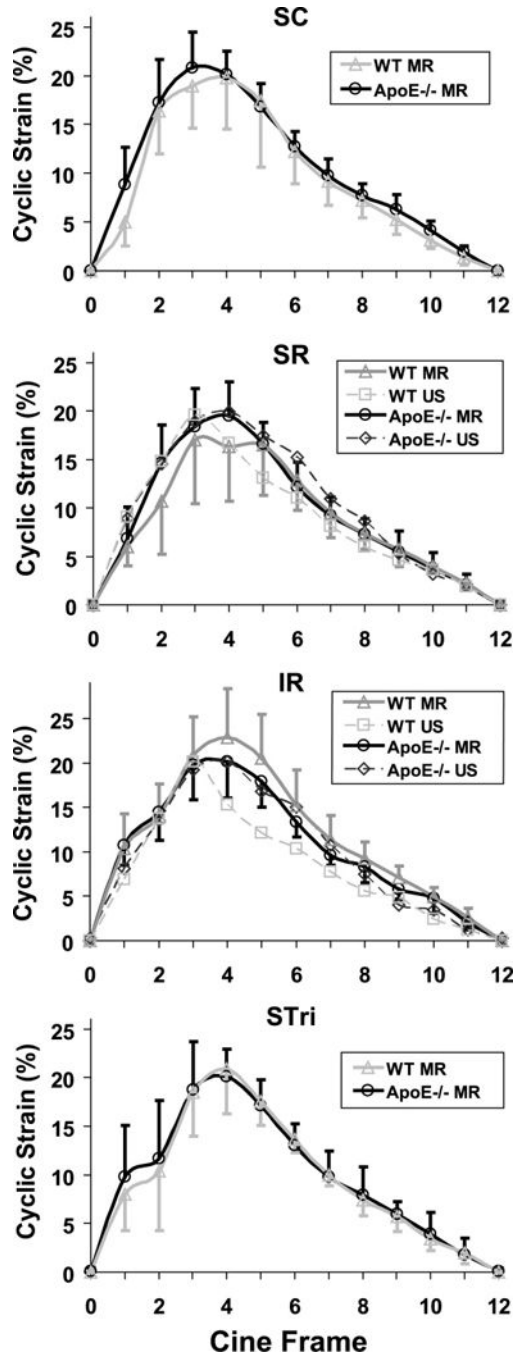 SC
Cyclic Strain (%)
25
20
15
10
5
0
WT MR
ApoE-/- MR
0 2 4 6 8 10 12
SR
Cyclic Strain (%)
25
20
15
10
5
0
WT MR
WT US
ApoE-/- MR
ApoE-/- US
0 2 4 6 8 10 12
IR
Cyclic Strain (%)
25
20
15
10
5
0
WT MR
WT US
ApoE-/- MR
ApoE-/- US
0 2 4 6 8 10 12
STri
Cyclic Strain (%)
25
20
15
10
5
0
WT MR
ApoE-/- MR
0 2 4 6 8 10 12
Cine Frame